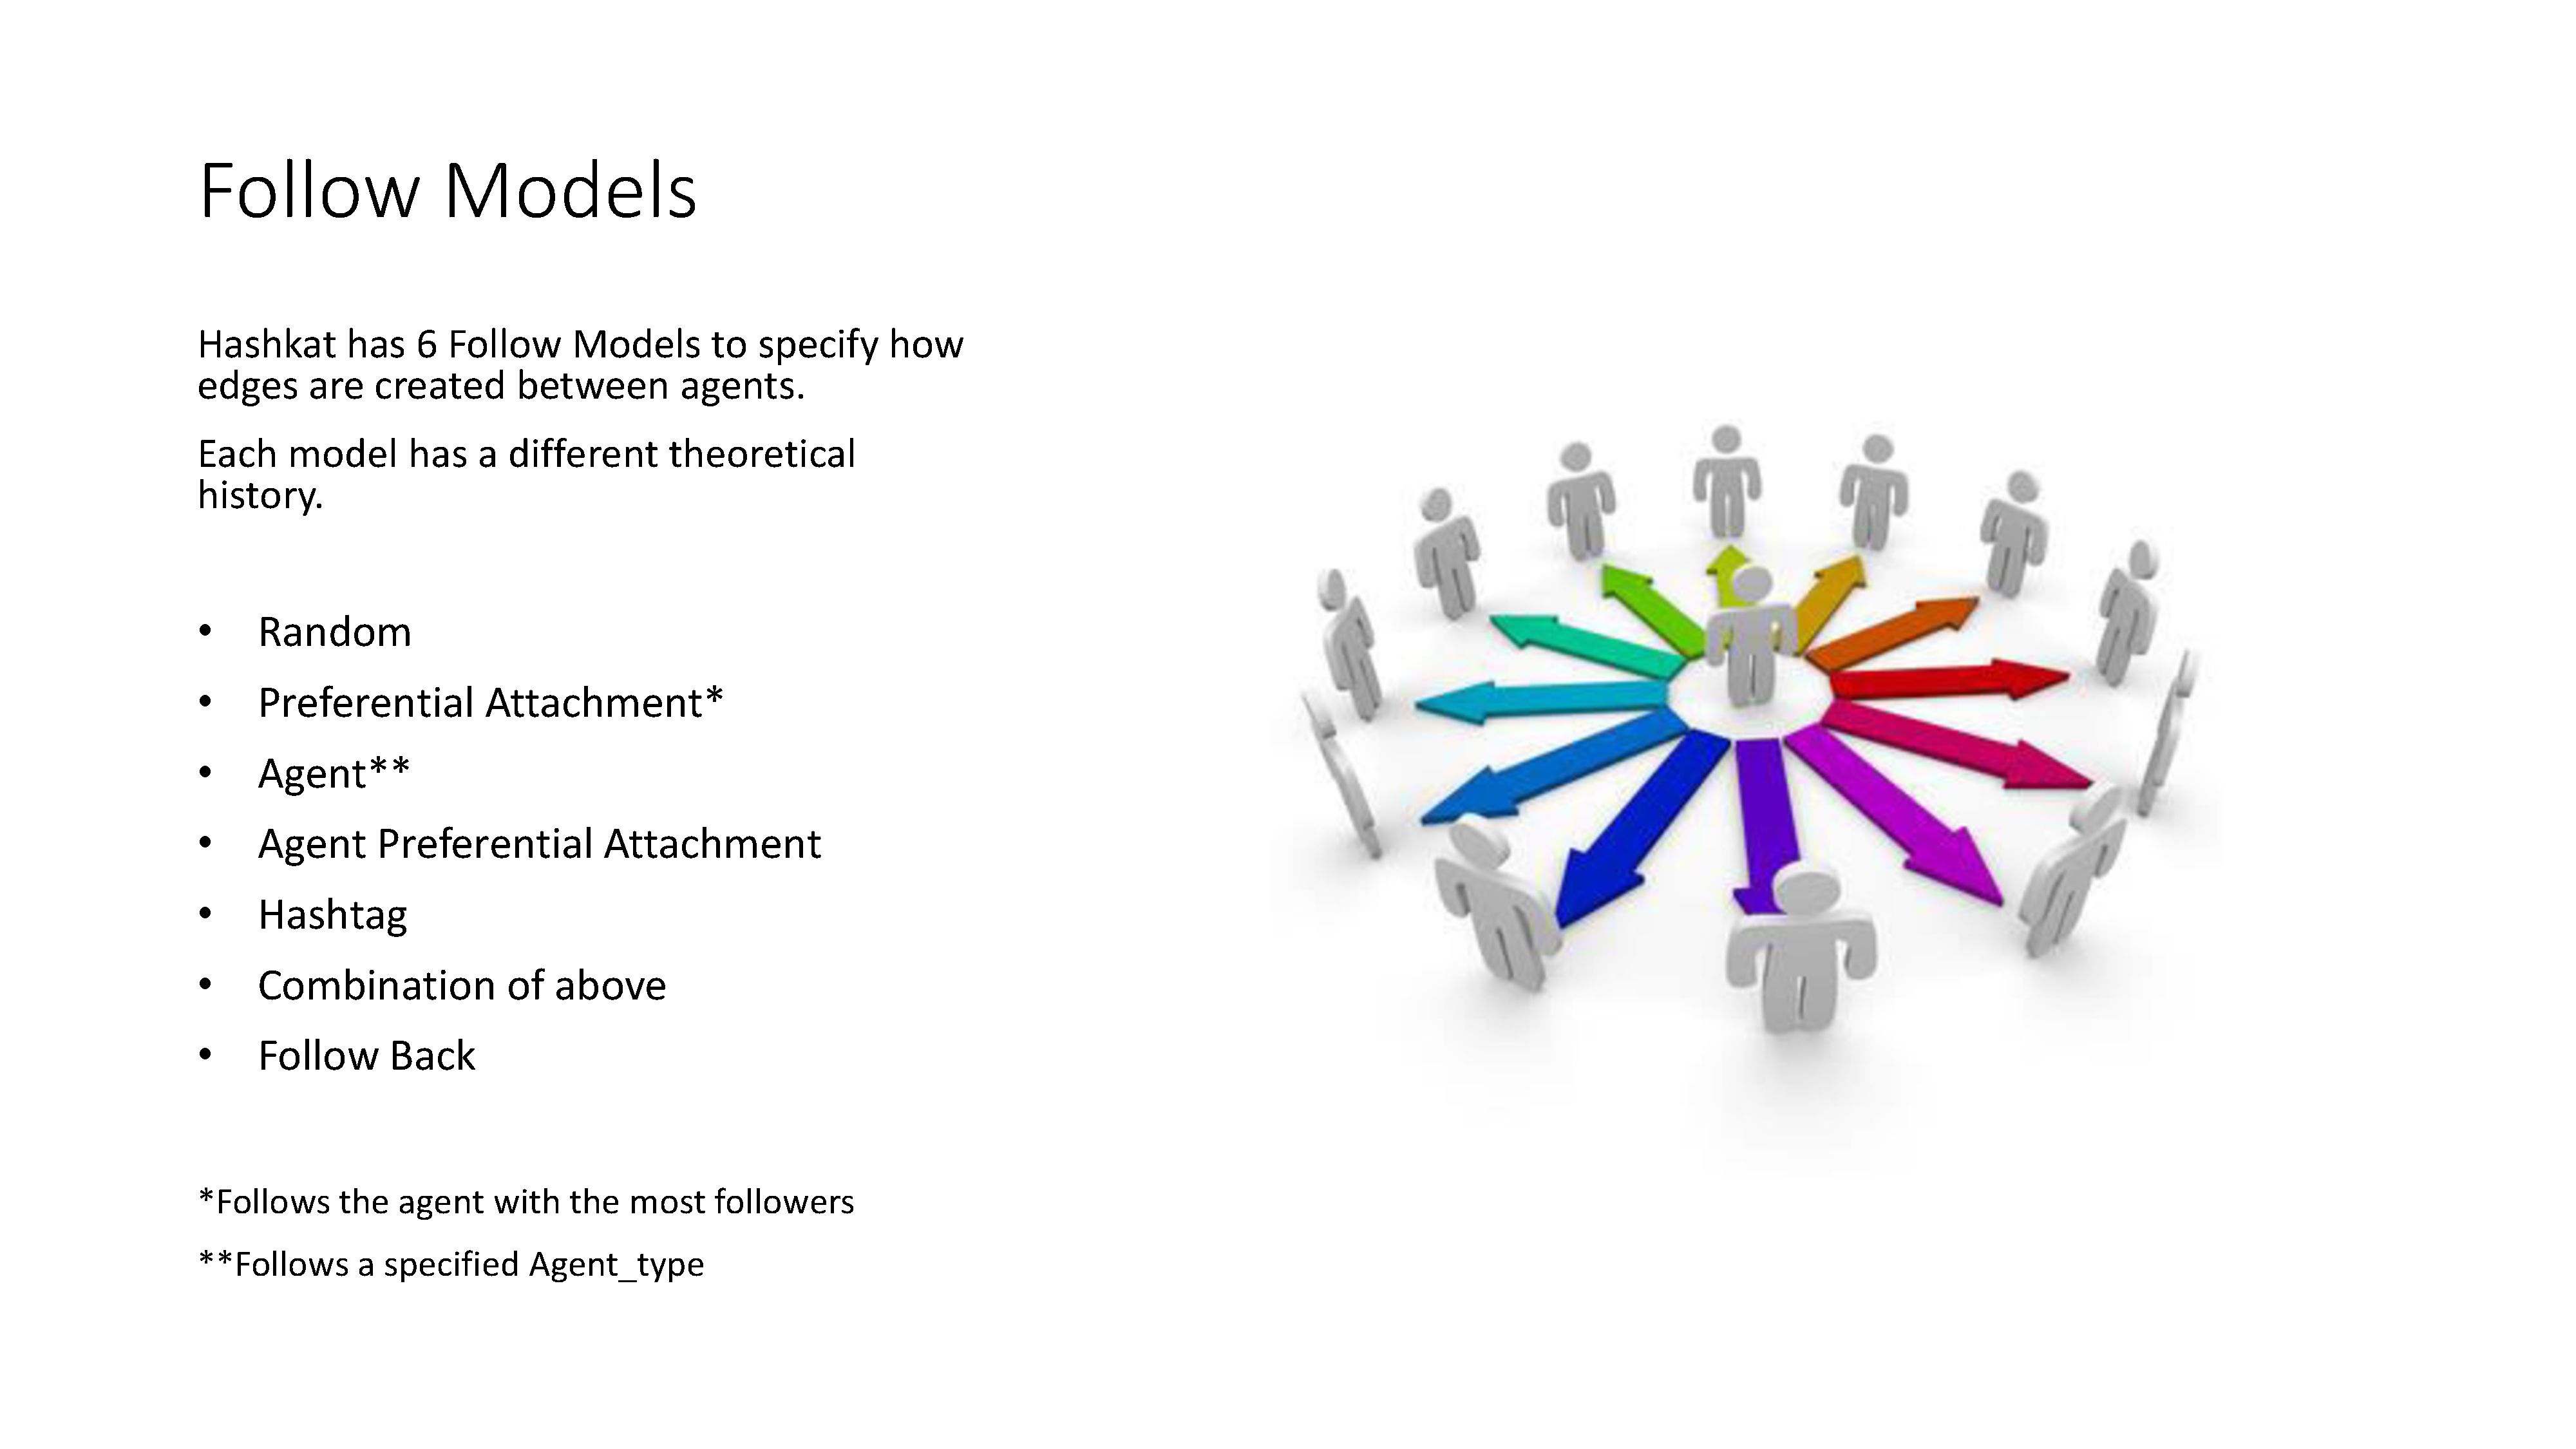 Follow Models
Hashkat has 6 Follow Models to specify how
edges are created between agents.
Each model has a different theoretical
history.
• Random
• Preferential Attachment*
• Agent**
• Agent Preferential Attachment
• Hashtag
• Combination of above
• Follow Back
*Follows the agent with the most followers
**Follows a specified Agent_type